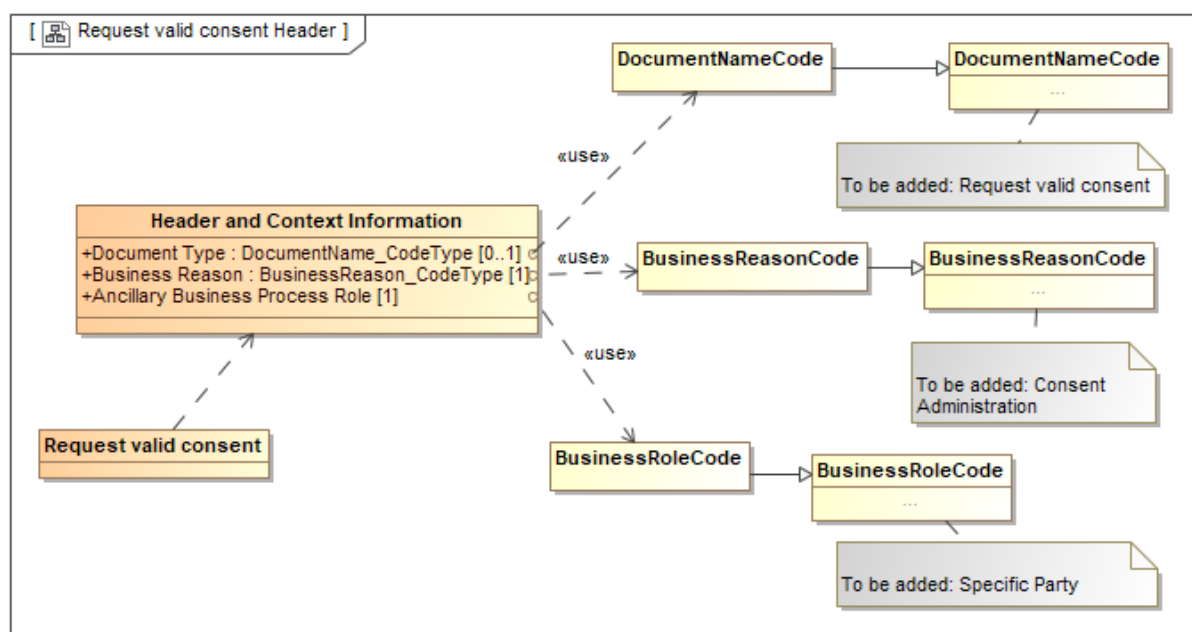 [ Request valid consent Header ]
DocumentNameCode
DocumentNameCode
...
«use»
To be added: Request valid consent
Header and Context Information
+Document Type : DocumentName_CodeType [0..1]
+Business Reason : BusinessReason_CodeType [1]
+Ancillary Business Process Role [1]
«use»
BusinessReasonCode
BusinessReasonCode
...
«use»
To be added: Consent
Administration
Request valid consent
BusinessRoleCode
BusinessRoleCode
...
To be added: Specific Party